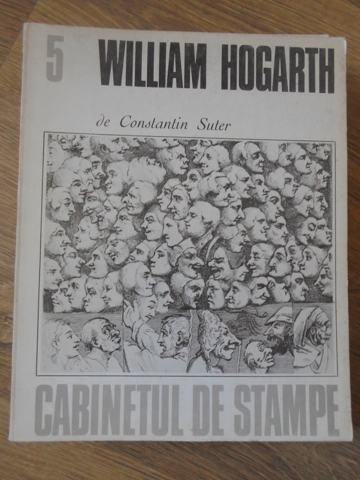 5 WILLIAM HOGARTH
de Constantin Suter
CABINETUL DE STAMPE